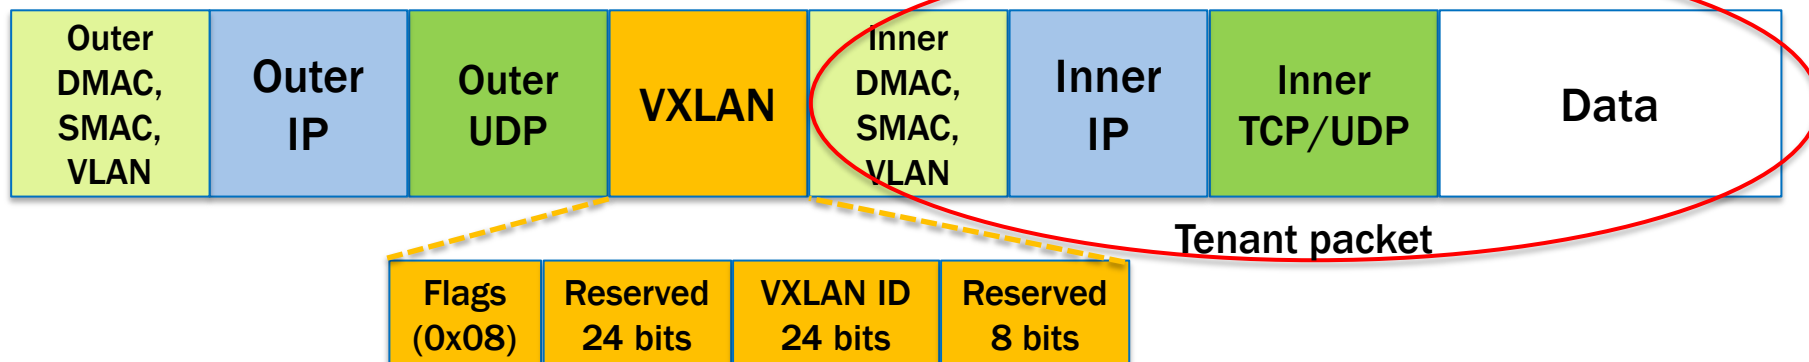 Outer
DMAC,
SMAC,
VLAN
Outer
IP
Outer
UDP
VXLAN
Inner
DMAC,
SMAC,
VLAN
Inner
IP
Inner
TCP/UDP
Data
Tenant packet
Flags
(0x08)
Reserved
24 bits
VXLAN ID
24 bits
Reserved
8 bits